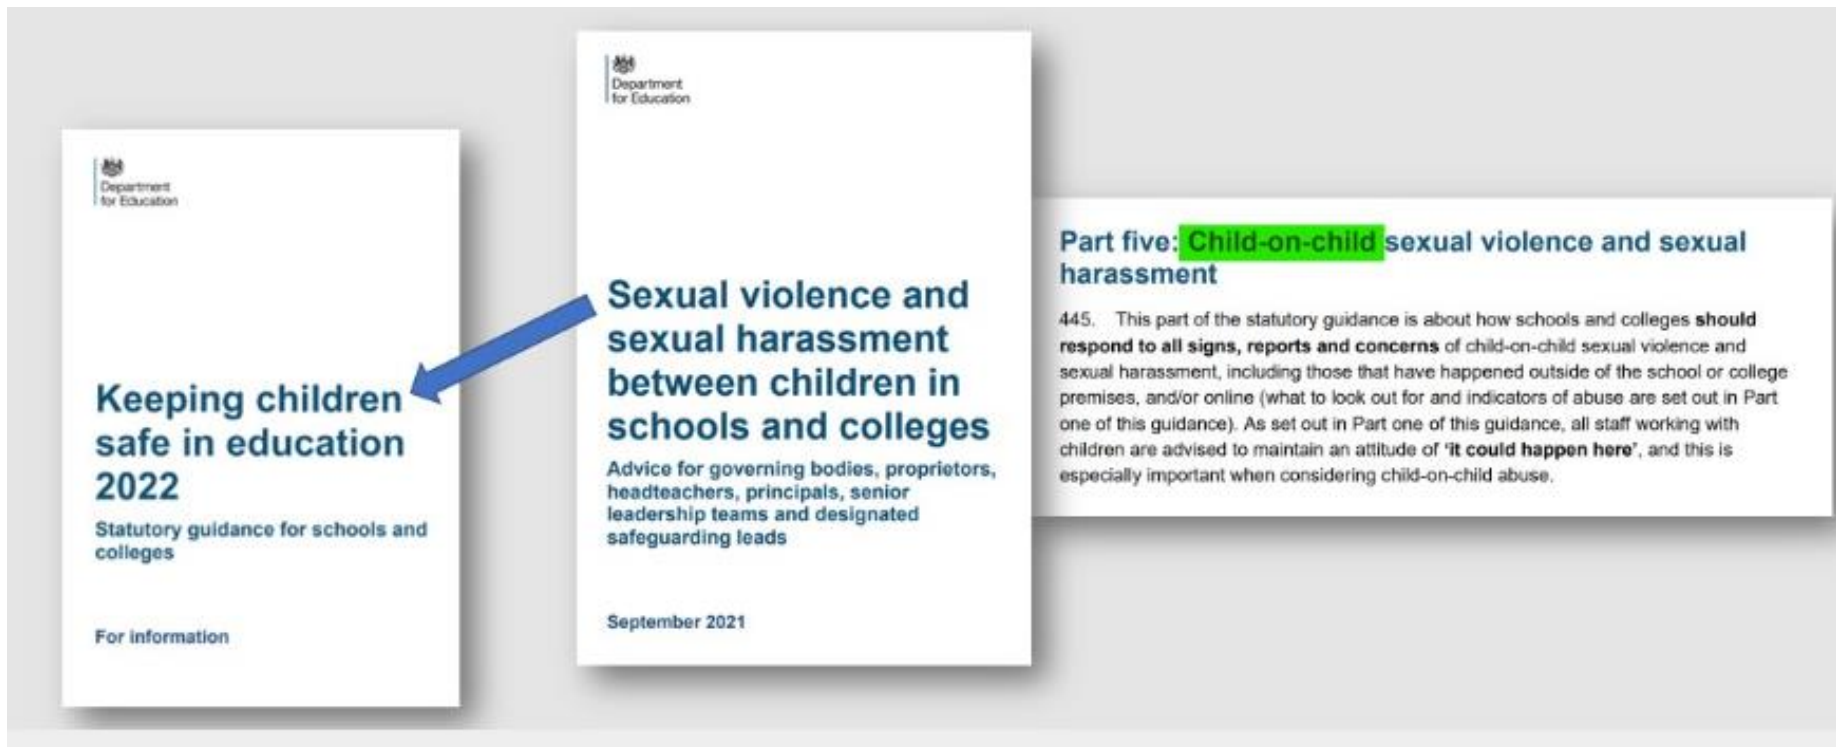 Department
for Education
Keeping children
safe in education
2022
Statutory guidance for schools and
colleges
For information
Department
for Education
Sexual violence and
sexual harassment
between children in
schools and colleges
Advice for governing bodies, proprietors,
headteachers, principals, senior
leadership teams and designated
safeguarding leads
September 2021
Part five: Child-on-child sexual violence and sexual
harassment
445. This part of the statutory guidance is about how schools and colleges should
respond to all signs, reports and concerns of child-on-child sexual violence and
sexual harassment, including those that have happened outside of the school or college
premises, and/or online (what to look out for and indicators of abuse are set out in Part
one of this guidance). As set out in Part one of this guidance, all staff working with
children are advised to maintain an attitude of ‘it could happen here’, and this is
especially important when considering child-on-child abuse.